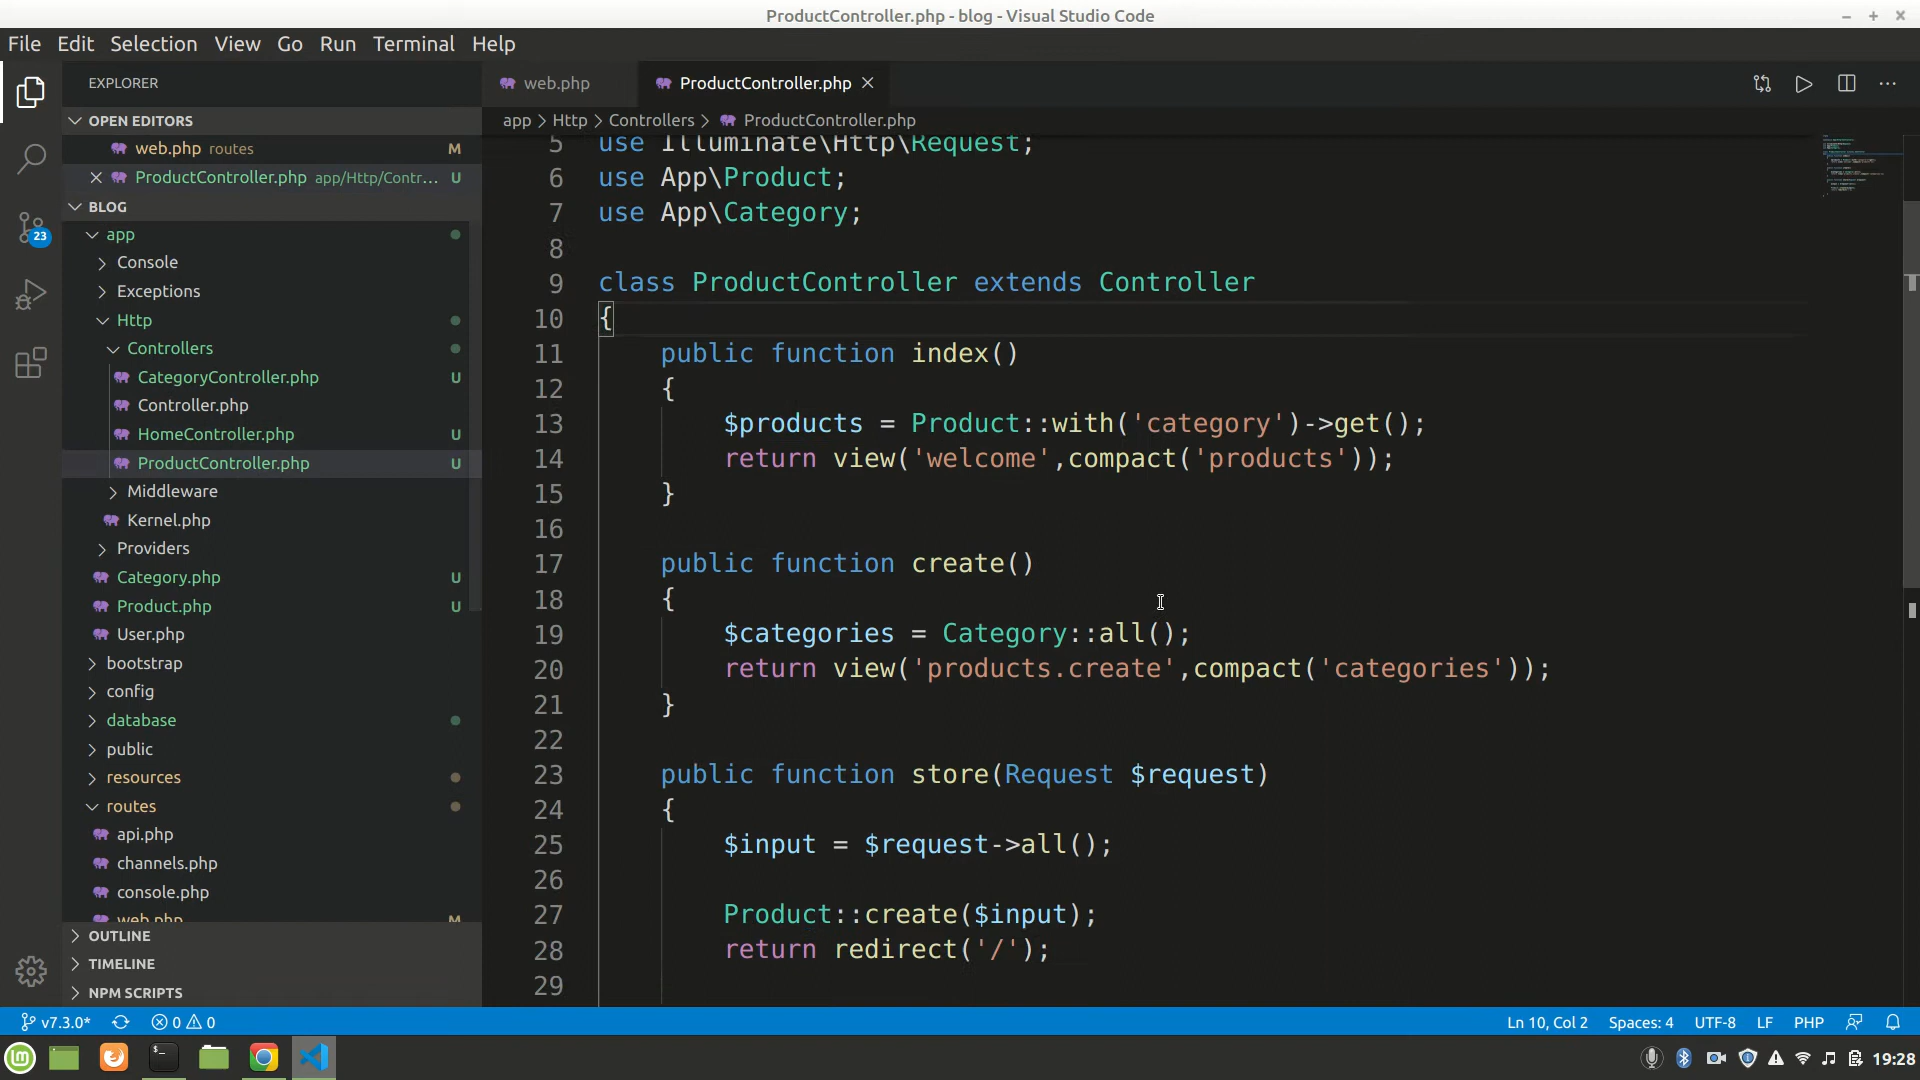 ProductController.php - blog - Visual Studio Code
File Edit Selection View Go Run Terminal Help
EXPLORER
OPEN EDITORS
web.php routes M
ProductController.php app/Http/Contr... U
BLOG
app
Console
Exceptions
Http
Controllers
CategoryController.php U
Controller.php
HomeController.php U
ProductController.php U
Middleware
Kernel.php
Providers
Category.php U
Product.php U
User.php
bootstrap
config
database
public
resources
routes
api.php
channels.php
console.php
web.php M
OUTLINE
TIMELINE
NPM SCRIPTS
23
web.php ProductController.php
app > Http > Controllers > ProductController.php
5 use Illuminate\Http\Request;
6 use App\Product;
7 use App\Category;
8
9 class ProductController extends Controller
10 {
11 public function index()
12 {
13 $products = Product::with('category')->get();
14 return view('welcome',compact('products'));
15 }
16
17 public function create()
18 {
19 $categories = Category::all();
20 return view('products.create',compact('categories'));
21 }
22
23 public function store(Request $request)
24 {
25 $input = $request->all();
26
27 Product::create($input);
28 return redirect('/');
29
v7.3.0* 0 0 Ln 10, Col 2 Spaces: 4 UTF-8 LF PHP
19:28